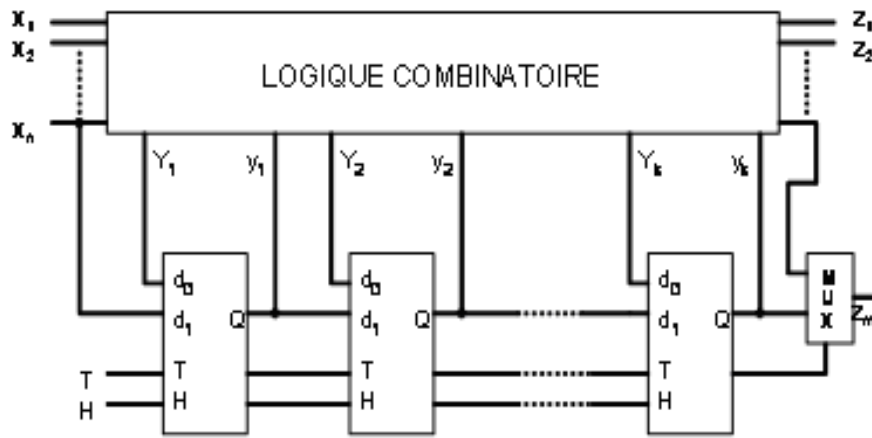 X1 Z1
X2 Z2
LOGIQUE COMBINATOIRE
Xn
Y1 y1 Y2 y2 Yk yk
d0 d0 d0 MUX
d1 Q d1 Q d1 Q Zm
T T T T
H H H H